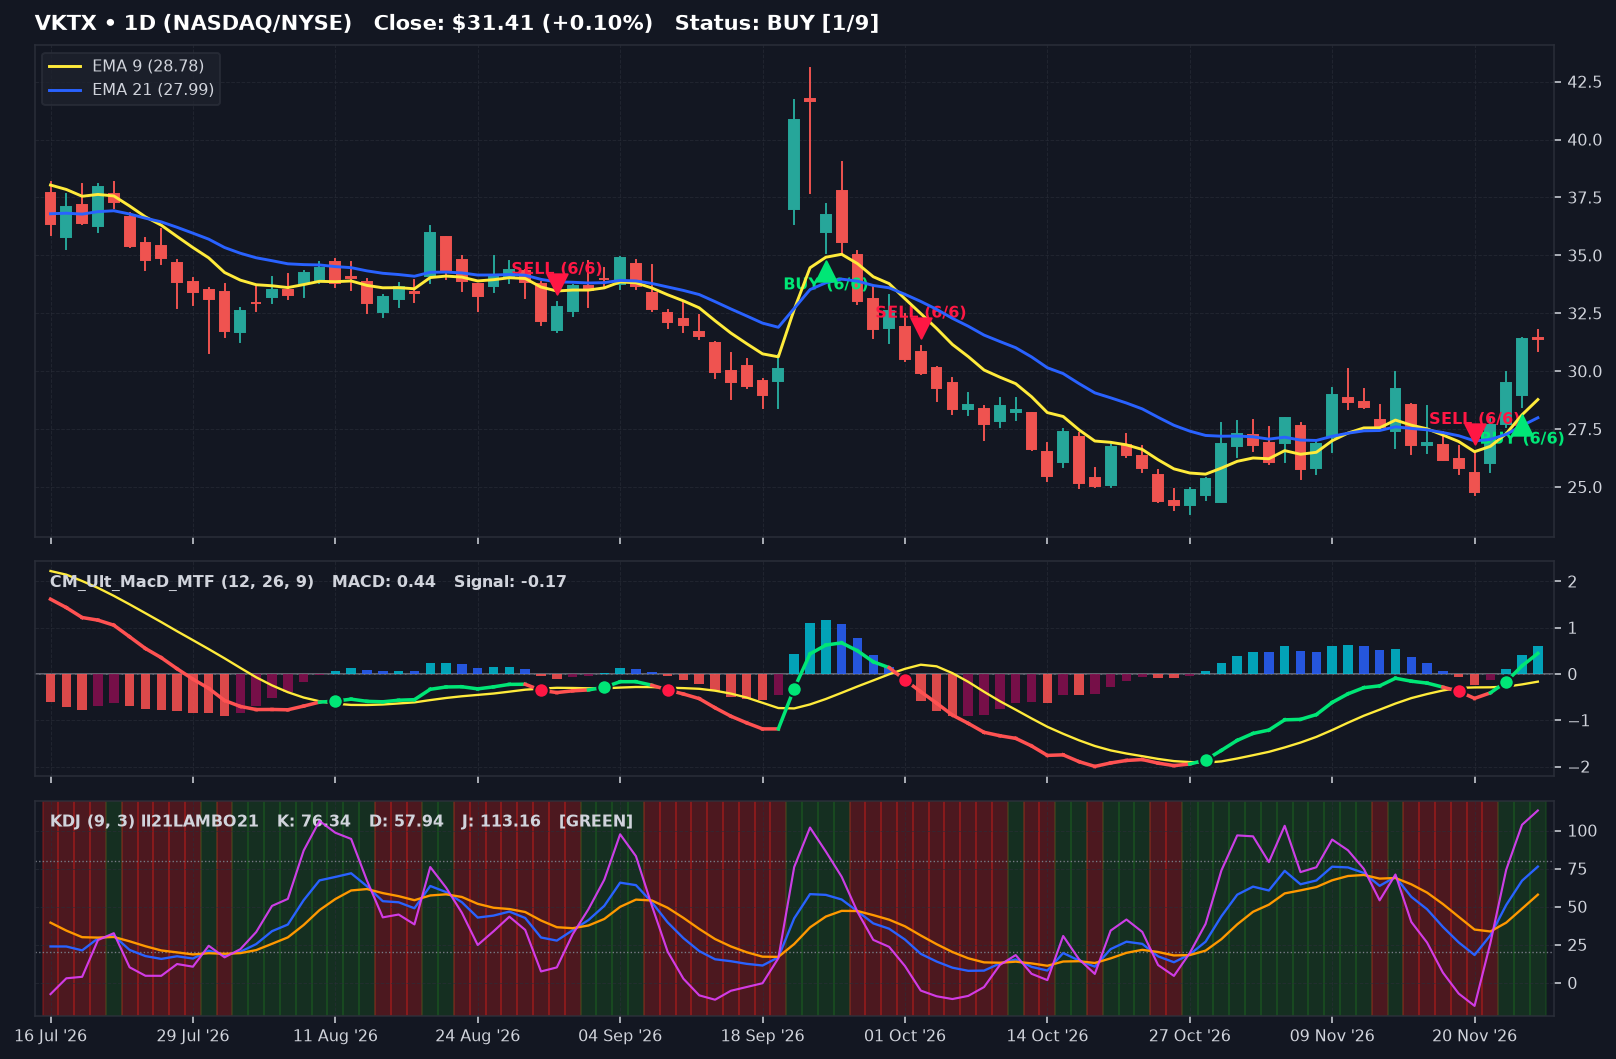 VKTX • 1D (NASDAQ/NYSE)   Close: $31.41 (+0.10%)   Status: BUY [1/9]
EMA 9 (28.78)
EMA 21 (27.99)
42.5
40.0
37.5
35.0
32.5
30.0
27.5
25.0
SELL (6/6)
BUY (6/6)
SELL (6/6)
SELL (6/6)
BUY (6/6)
CM_Ult_MacD_MTF (12, 26, 9)   MACD: 0.44   Signal: -0.17
2
1
0
−1
−2
KDJ (9, 3) II21LAMBO21   K: 76.34   D: 57.94   J: 113.16   [GREEN]
100
75
50
25
0
16 Jul '26
29 Jul '26
11 Aug '26
24 Aug '26
04 Sep '26
18 Sep '26
01 Oct '26
14 Oct '26
27 Oct '26
09 Nov '26
20 Nov '26